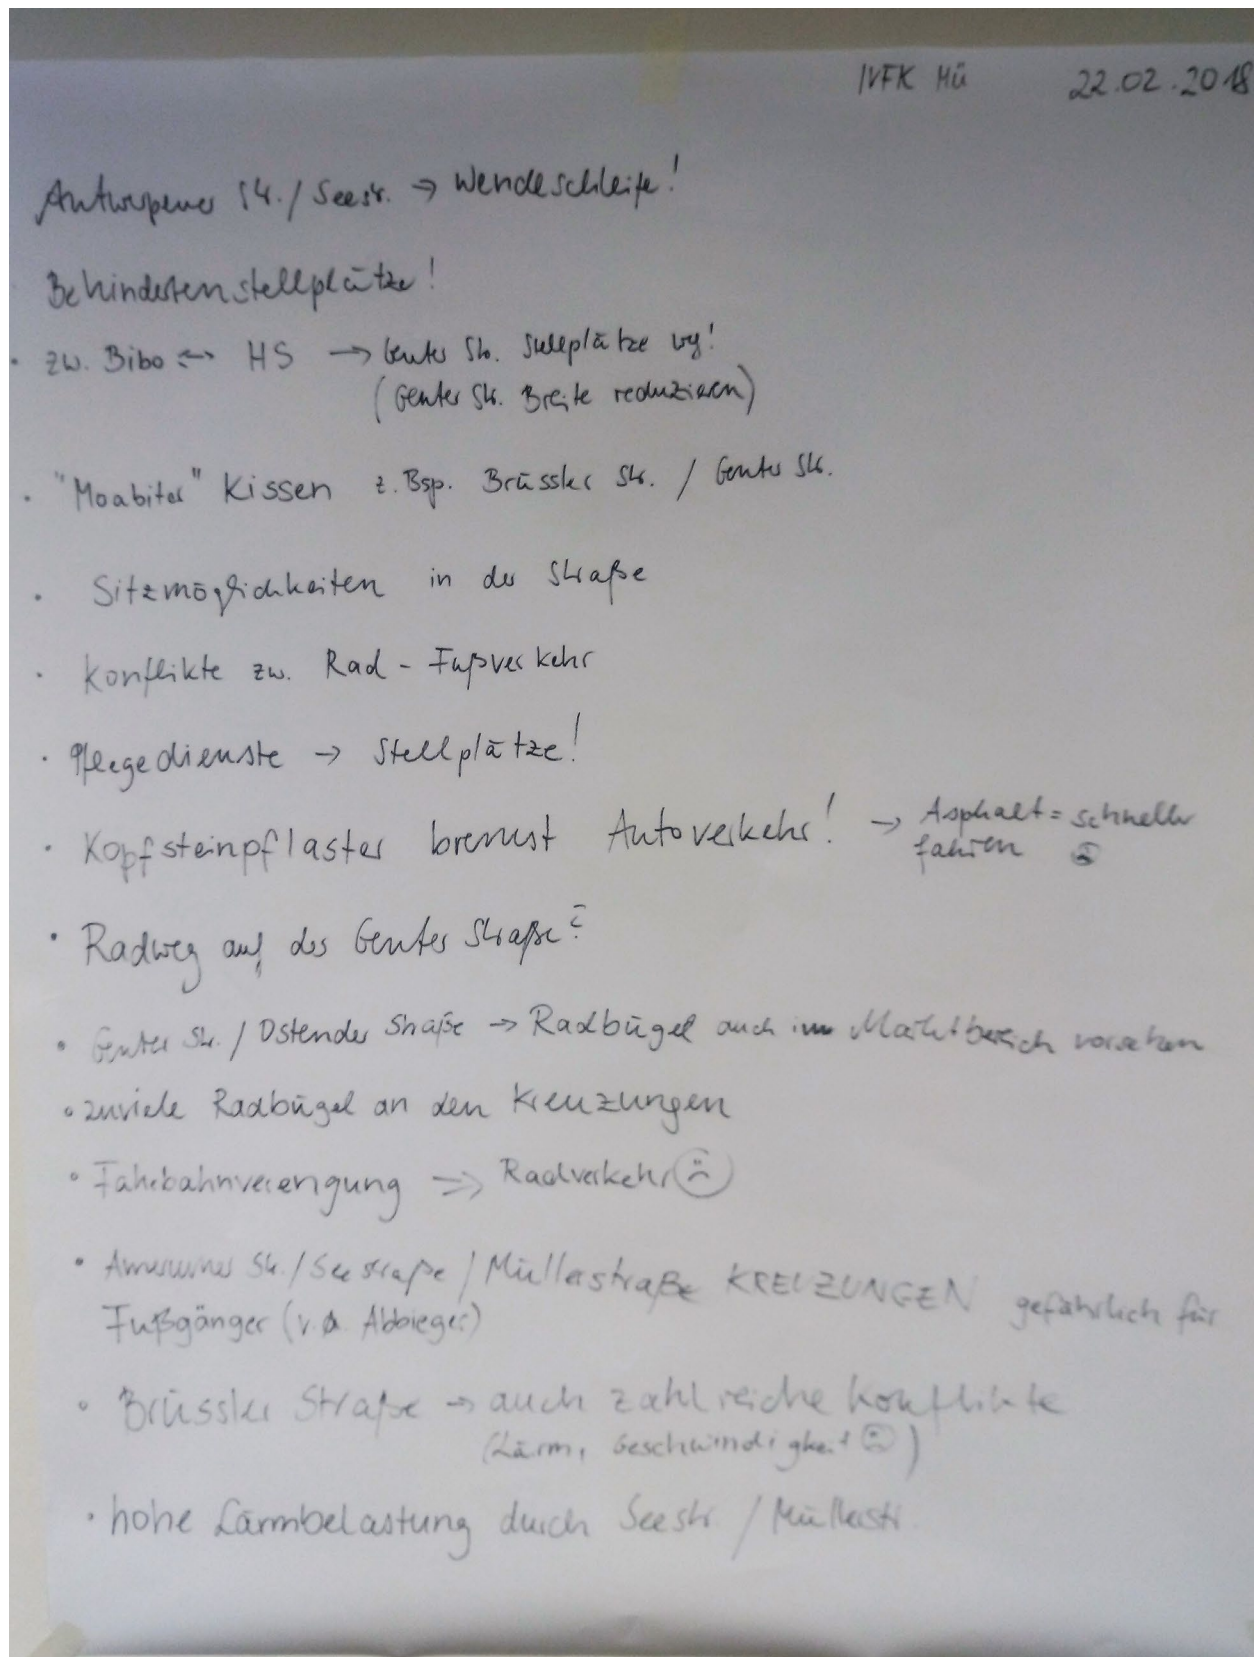 IVFK Mü 22.02.2018
Antwerpener Str. / Seestr. → Wendeschleife!
Behindertenstellplätze!
• zw. Bibo ↔ HS → Genter Str. Stellplätze weg!
(Genter Str. Breite reduzieren)
• "Moabiter" Kissen z. Bsp. Brüssler Str. / Genter Str.
• Sitzmöglichkeiten in der Straße
• Konflikte zw. Rad - Fußverkehr
• Pflegedienste → Stellplätze!
• Kopfsteinpflaster bremst Autoverkehr! → Asphalt = schneller
fahren ☹
• Radweg auf der Genter Straße?
• Genter Str. / Ostender Straße → Radbügel auch im Marktbereich vorsehen
• zuviele Radbügel an den Kreuzungen
• Fahrbahnverengung => Radverkehr ☹
• Amrumer Str. / Seestraße / Müllerstraße KREUZUNGEN gefährlich für
Fußgänger (v.a. Abbieger)
• Brüssler Straße → auch zahlreiche Konflikte
(Lärm, Geschwindigkeit ☹)
• hohe Lärmbelastung durch Seestr. / Müllerstr.